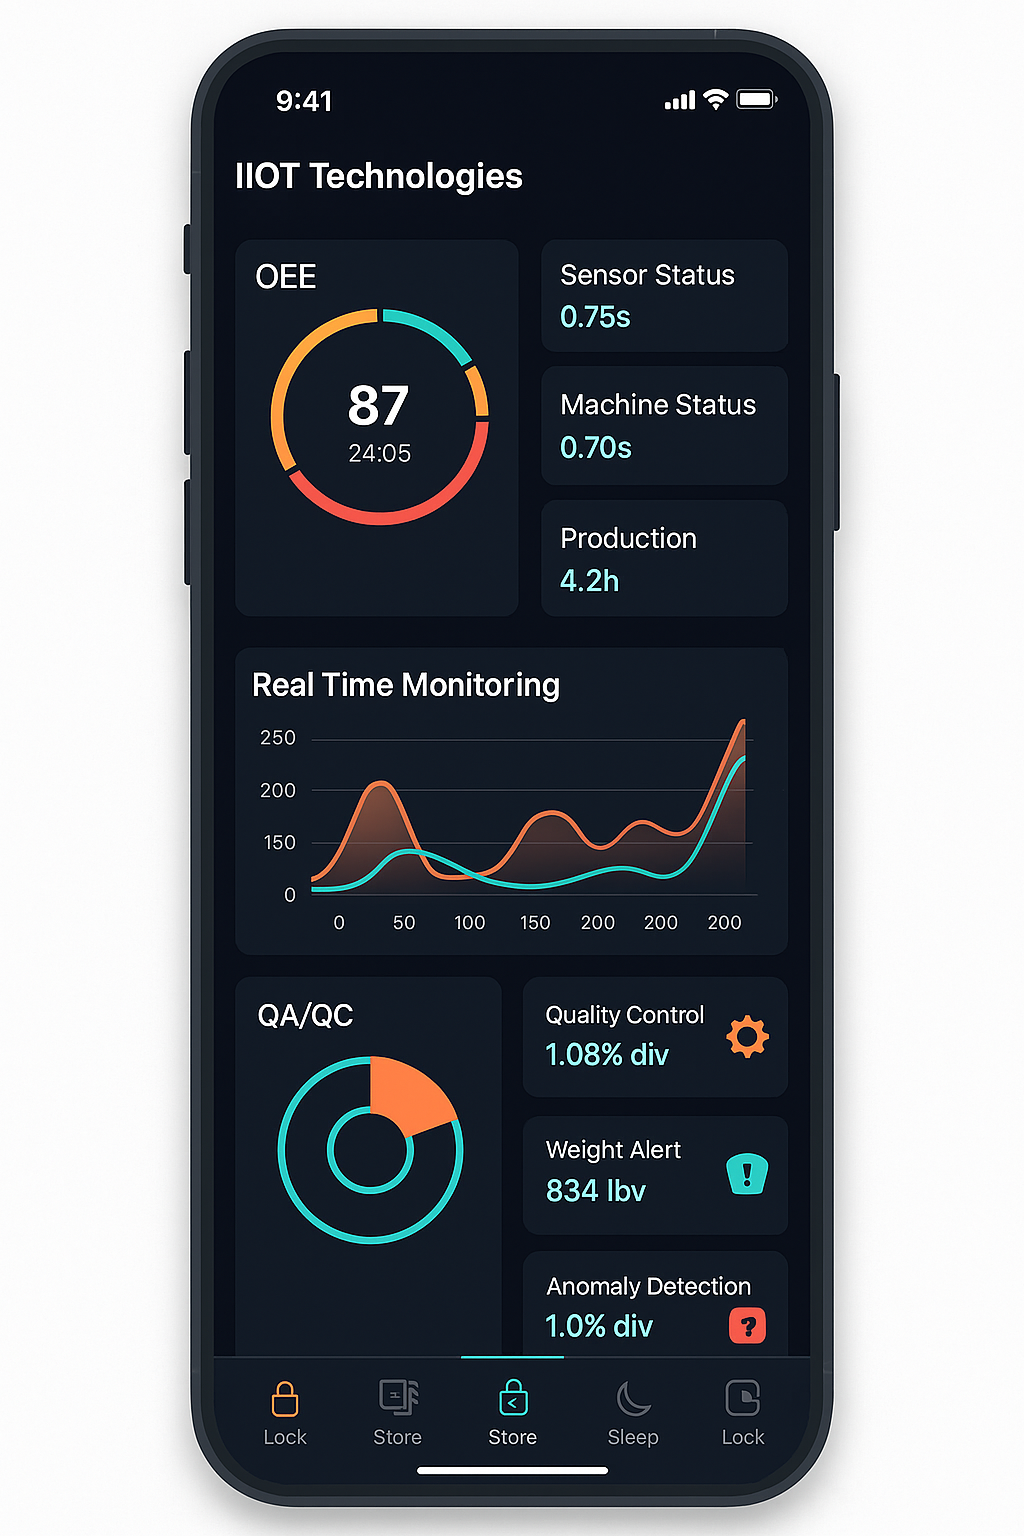 9:41
IIOT Technologies
OEE
87
24:05
Sensor Status
0.75s
Machine Status
0.70s
Production
4.2h
Real Time Monitoring
250
200
150
0
0 50 100 150 200 200 200
QA/QC
Quality Control
1.08% div
Weight Alert
834 lbv
!
Anomaly Detection
1.0% div
?
Lock Store Store Sleep Lock